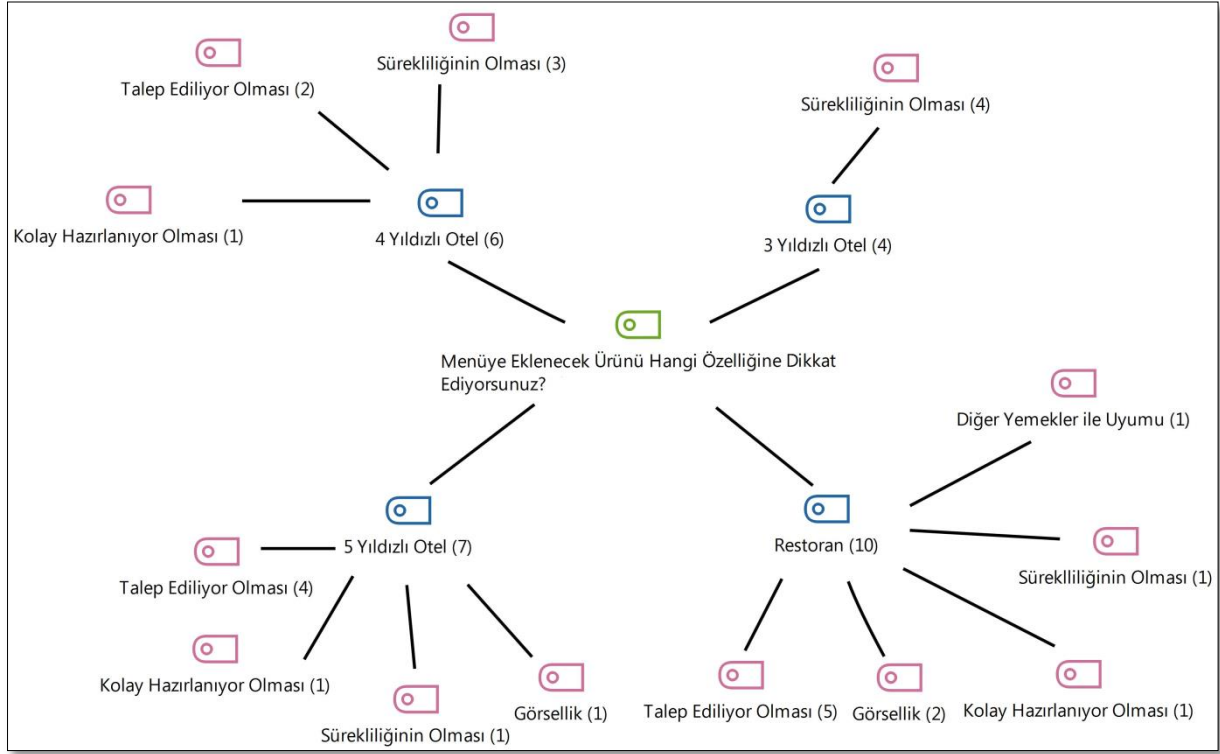 Sürekliliğinin Olması (3)
Talep Ediliyor Olması (2)
Sürekliliğinin Olması (4)
Kolay Hazırlanıyor Olması (1)
4 Yıldızlı Otel (6)
3 Yıldızlı Otel (4)
Menüye Eklenecek Ürünü Hangi Özelliğine Dikkat
Ediyorsunuz?
Diğer Yemekler ile Uyumu (1)
5 Yıldızlı Otel (7)
Restoran (10)
Talep Ediliyor Olması (4)
Süreklliliğinin Olması (1)
Kolay Hazırlanıyor Olması (1)
Sürekliliğinin Olması (1)
Görsellik (1)
Talep Ediliyor Olması (5)
Görsellik (2)
Kolay Hazırlanıyor Olması (1)